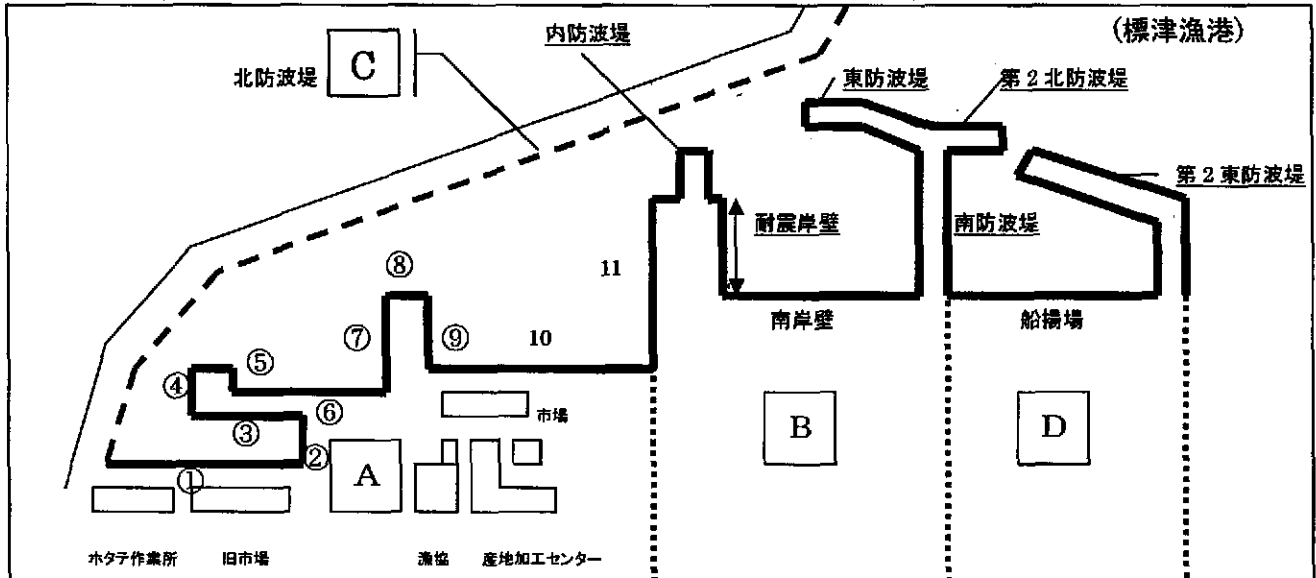 (標津漁港)
内防波堤
北防波堤
C
東防波堤
第2北防波堤
第2東防波堤
耐震岸壁
南防波堤
⑧
11
南岸壁
船揚場
⑦
⑨
10
⑤
④
⑥
市場
③
B
D
②
A
①
ホタテ作業所
旧市場
漁協
産地加工センター